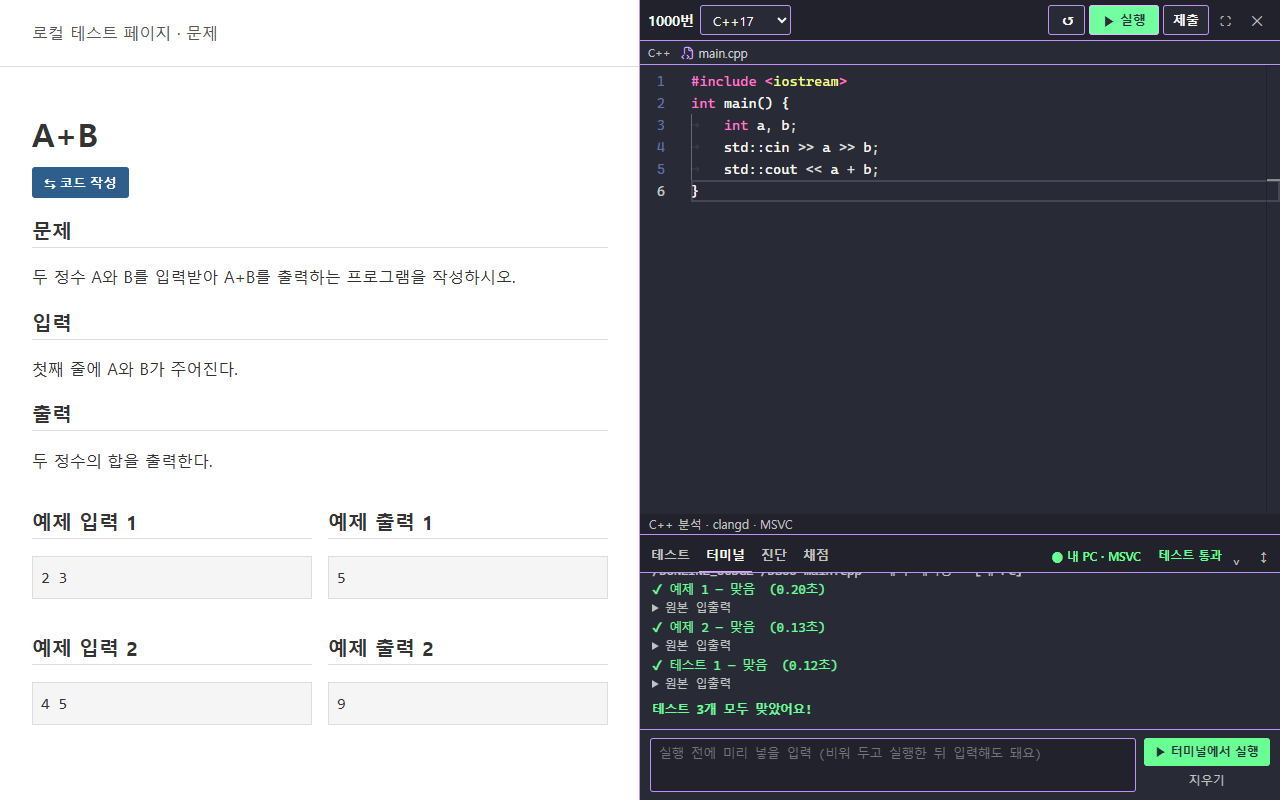 로컬 테스트 페이지 · 문제
A+B
⇆ 코드 작성
문제
두 정수 A와 B를 입력받아 A+B를 출력하는 프로그램을 작성하시오.
입력
첫째 줄에 A와 B가 주어진다.
출력
두 정수의 합을 출력한다.
예제 입력 1
예제 출력 1
2 3
5
예제 입력 2
예제 출력 2
4 5
9
1000번 C++17 ↺ ▶ 실행 제출
C++ main.cpp
1 #include <iostream>
2 int main() {
3 int a, b;
4 std::cin >> a >> b;
5 std::cout << a + b;
6 }
C++ 분석 · clangd · MSVC
테스트 터미널 진단 채점 ● 내 PC · MSVC 테스트 통과
✔ 예제 1 — 맞음 (0.20초)
▶ 원본 입출력
✔ 예제 2 — 맞음 (0.13초)
▶ 원본 입출력
✔ 테스트 1 — 맞음 (0.12초)
▶ 원본 입출력
테스트 3개 모두 맞았어요!
실행 전에 미리 넣을 입력 (비워 두고 실행한 뒤 입력해도 돼요)
▶ 터미널에서 실행
지우기